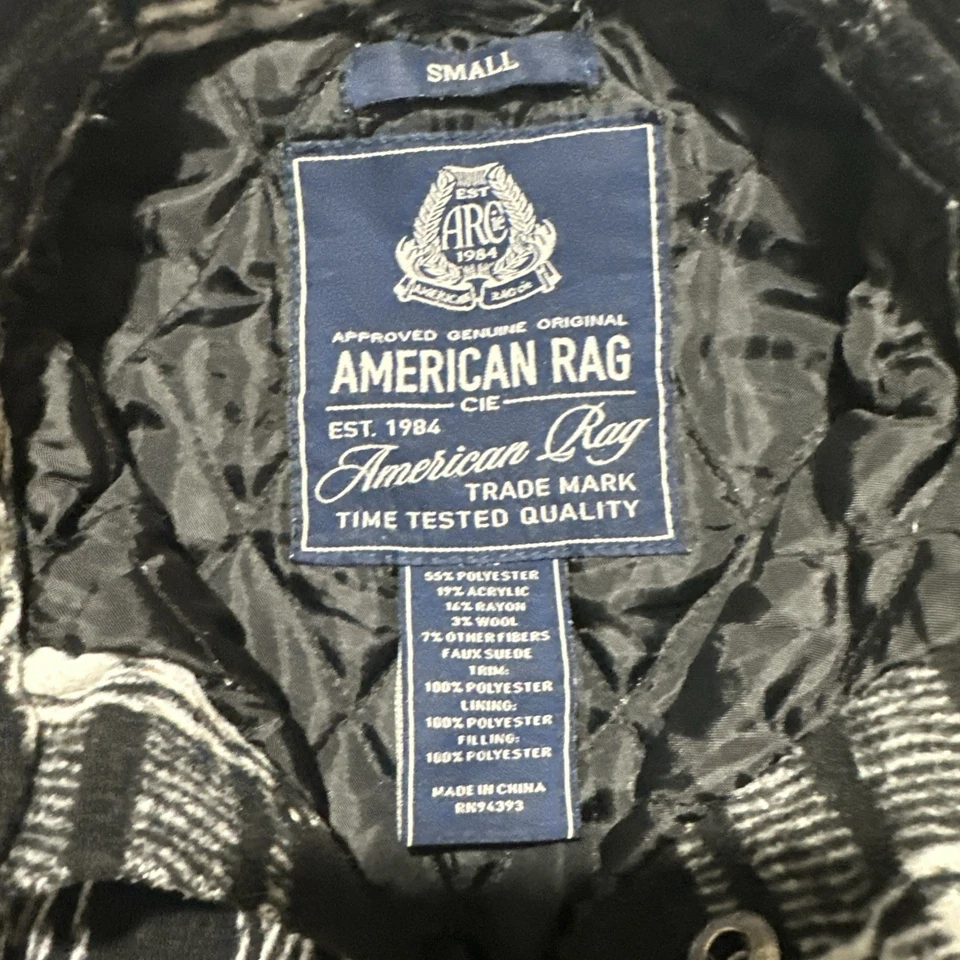 SMALL
EST
ARCie
1984
AMERICAN RAG cie
APPROVED GENUINE ORIGINAL
AMERICAN RAG
CIE
EST. 1984
American Rag
TRADE MARK
TIME TESTED QUALITY
55% POLYESTER
19% ACRYLIC
16% RAYON
3% WOOL
7% OTHER FIBERS
FAUX SUEDE
TRIM:
100% POLYESTER
LINING:
100% POLYESTER
FILLING:
100% POLYESTER
MADE IN CHINA
RN94393